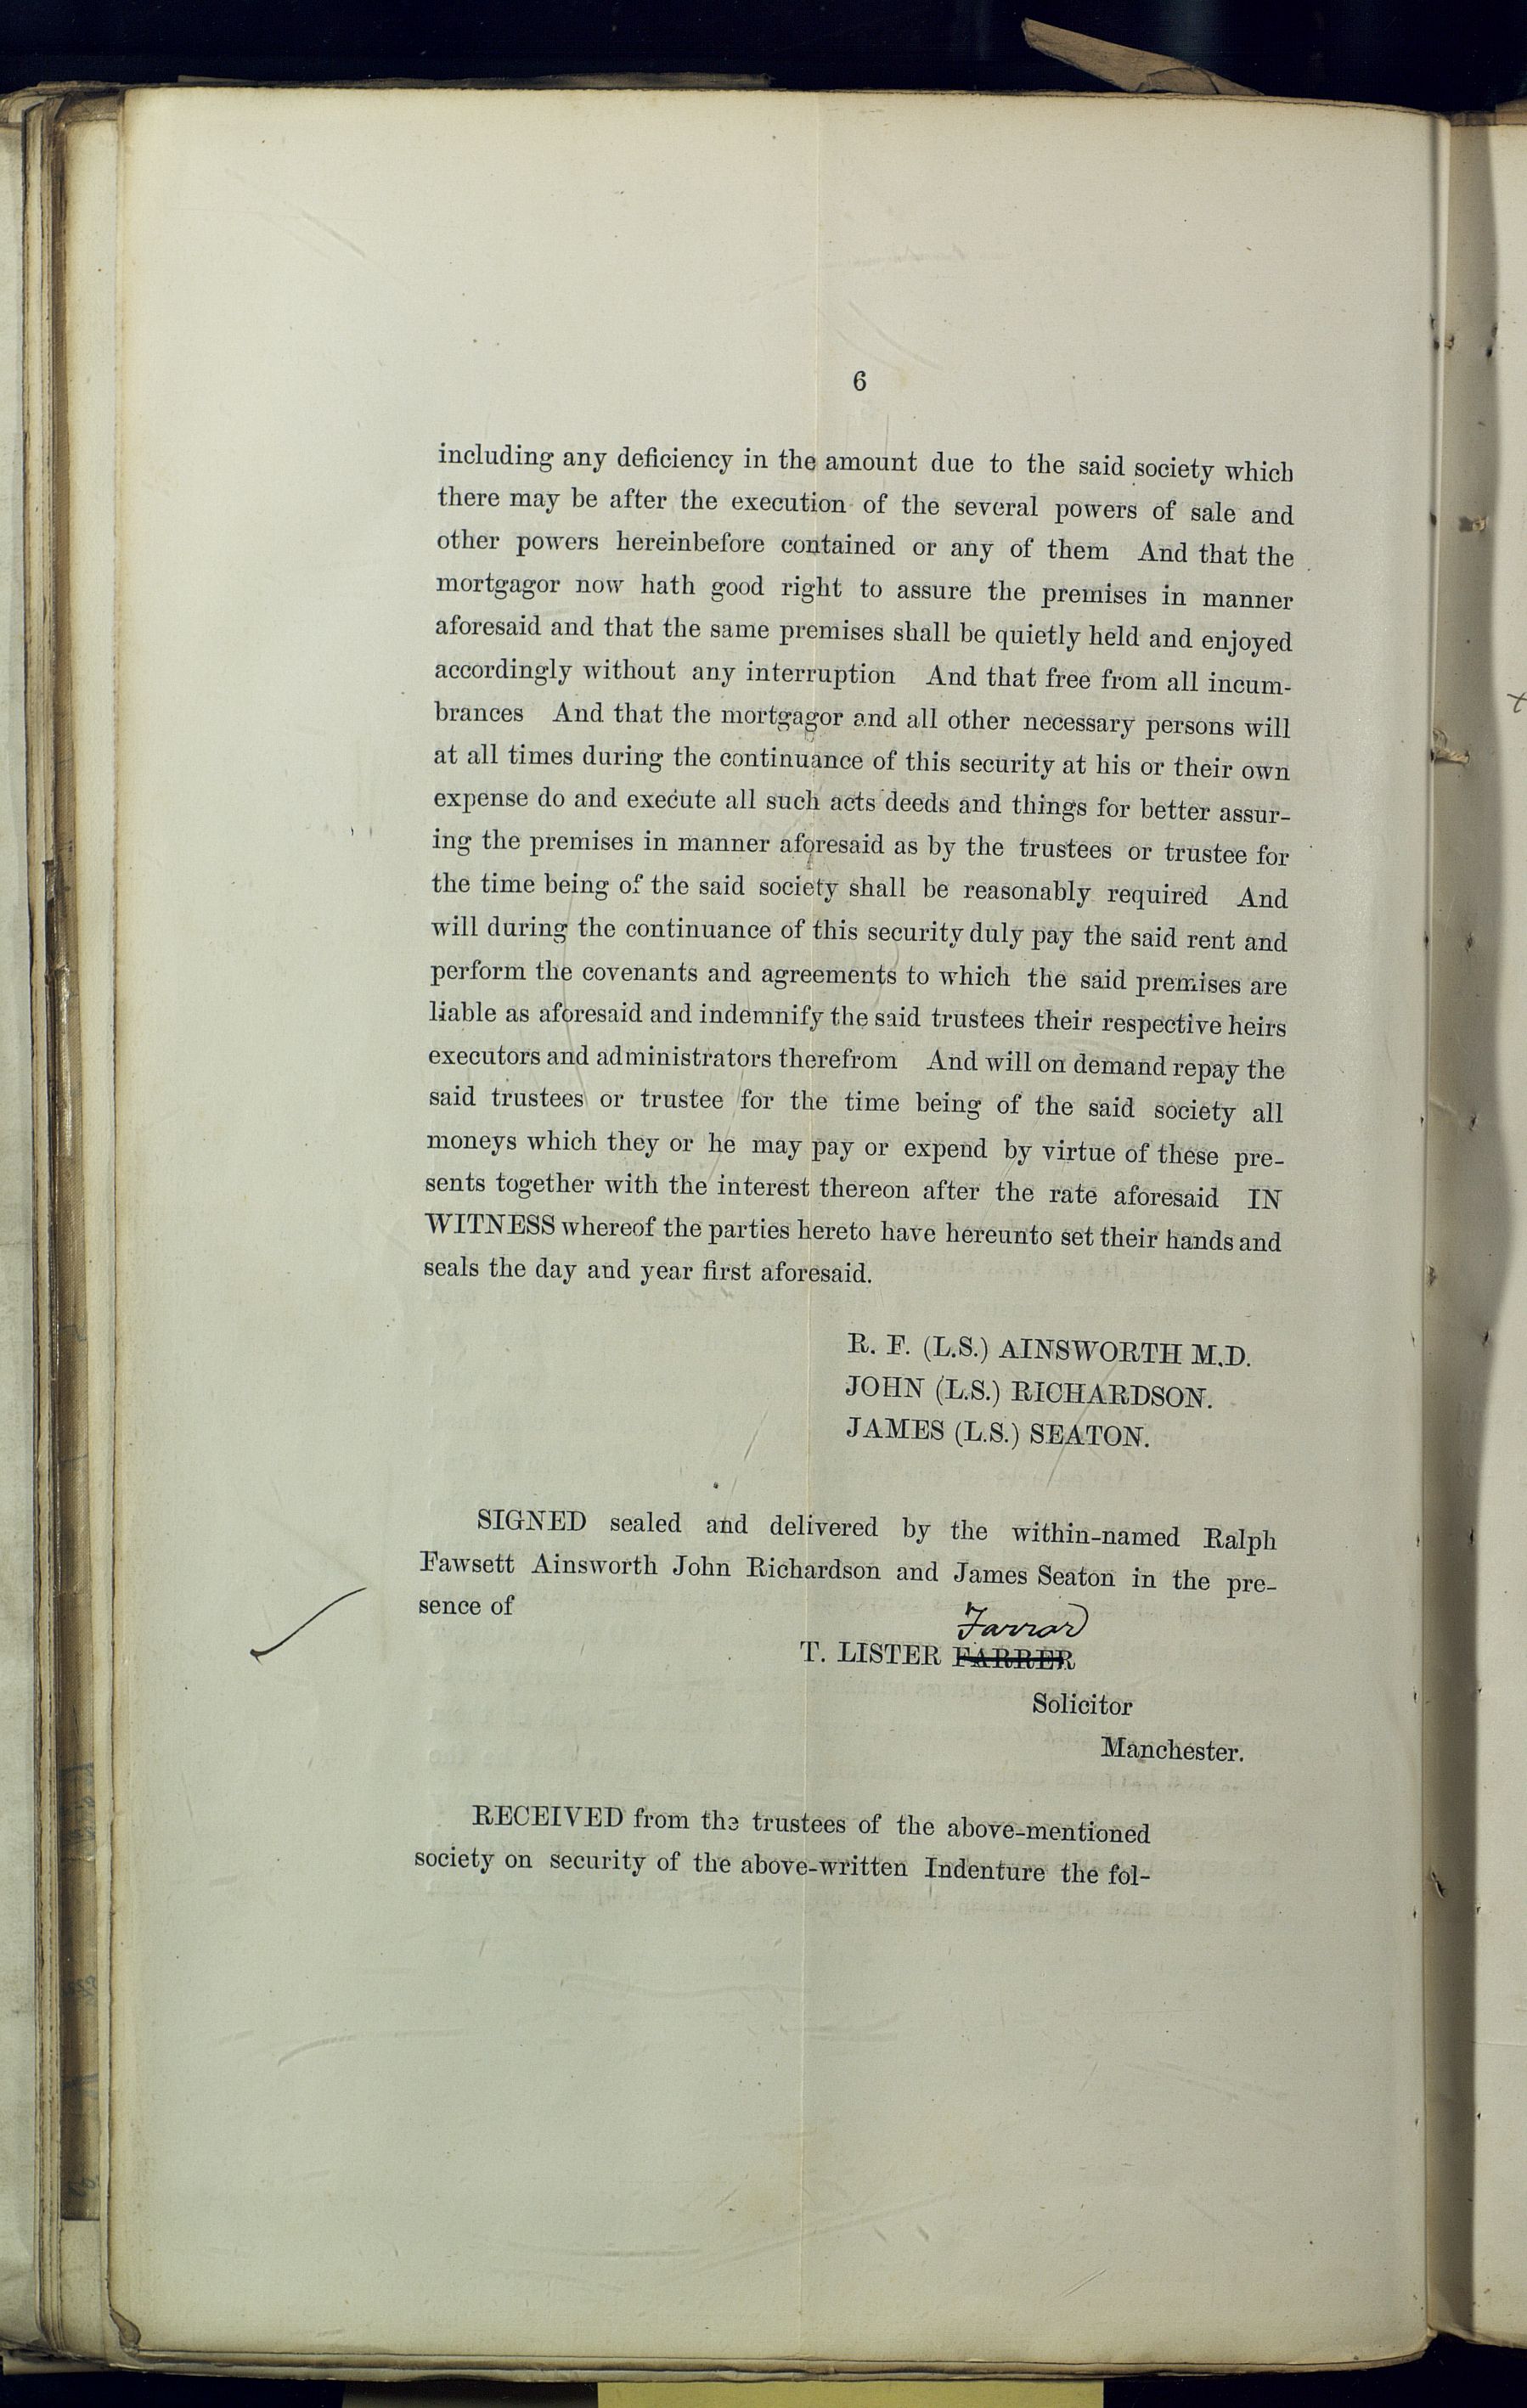 6
including any deficiency in the amount due to the said society which
there may be after the execution of the several powers of sale and
other powers hereinbefore contained or any of them And that the
mortgagor now hath good right to assure the premises in manner
aforesaid and that the same premises shall be quietly held and enjoyed
accordingly without any interruption And that free from all incum-
brances And that the mortgagor and all other necessary persons will
at all times during the continuance of this security at his or their own
expense do and execute all such acts deeds and things for better assur-
ing the premises in manner aforesaid as by the trustees or trustee for
the time being of the said society shall be reasonably required And
will during the continuance of this security duly pay the said rent and
perform the covenants and agreements to which the said premises are
liable as aforesaid and indemnify the said trustees their respective heirs
executors and administrators therefrom And will on demand repay the
said trustees or trustee for the time being of the said society all
moneys which they or he may pay or expend by virtue of these pre-
sents together with the interest thereon after the rate aforesaid IN
WITNESS whereof the parties hereto have hereunto set their hands and
seals the day and year first aforesaid.
R. F. (L.S.) AINSWORTH M.D.
JOHN (L.S.) RICHARDSON.
JAMES (L.S.) SEATON.
SIGNED sealed and delivered by the within-named Ralph
Fawsett Ainsworth John Richardson and James Seaton in the pre-
sence of
Farrar
T. LISTER FARRER
Solicitor
Manchester.
RECEIVED from the trustees of the above-mentioned
society on security of the above-written Indenture the fol-